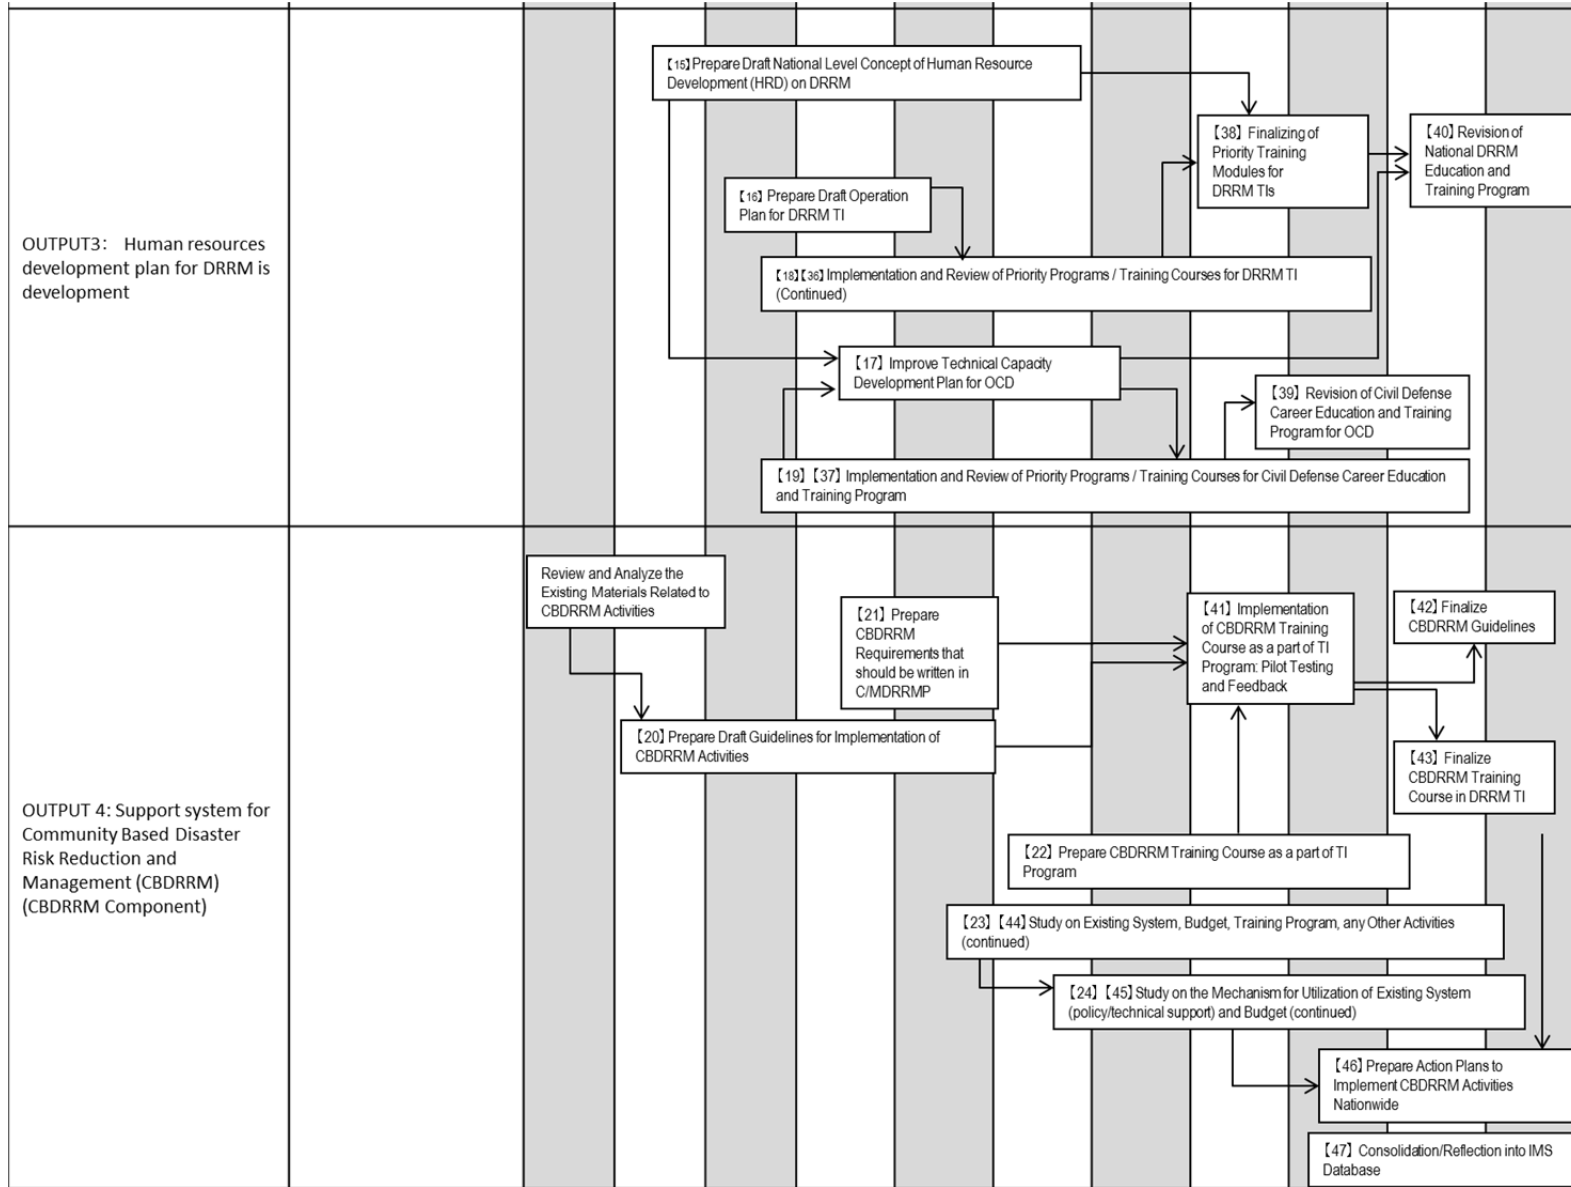 OUTPUT3: Human resources
development plan for DRRM is
development
【15】Prepare Draft National Level Concept of Human Resource
Development (HRD) on DRRM
【38】 Finalizing of
Priority Training
Modules for
DRRM TIs
【40】 Revision of
National DRRM
Education and
Training Program
【16】 Prepare Draft Operation
Plan for DRRM TI
【18】【36】 Implementation and Review of Priority Programs / Training Courses for DRRM TI
(Continued)
【17】 Improve Technical Capacity
Development Plan for OCD
【39】 Revision of Civil Defense
Career Education and Training
Program for OCD
【19】 【37】 Implementation and Review of Priority Programs / Training Courses for Civil Defense Career Education
and Training Program
OUTPUT 4: Support system for
Community Based Disaster
Risk Reduction and
Management (CBDRRM)
(CBDRRM Component)
Review and Analyze the
Existing Materials Related to
CBDRRM Activities
【21】 Prepare
CBDRRM
Requirements that
should be written in
C/MDRRMP
【41】 Implementation
of CBDRRM Training
Course as a part of TI
Program: Pilot Testing
and Feedback
【42】 Finalize
CBDRRM Guidelines
【20】 Prepare Draft Guidelines for Implementation of
CBDRRM Activities
【43】 Finalize
CBDRRM Training
Course in DRRM TI
【22】 Prepare CBDRRM Training Course as a part of TI
Program
【23】 【44】 Study on Existing System, Budget, Training Program, any Other Activities
(continued)
【24】 【45】 Study on the Mechanism for Utilization of Existing System
(policy/technical support) and Budget (continued)
【46】 Prepare Action Plans to
Implement CBDRRM Activities
Nationwide
【47】 Consolidation/Reflection into IMS
Database